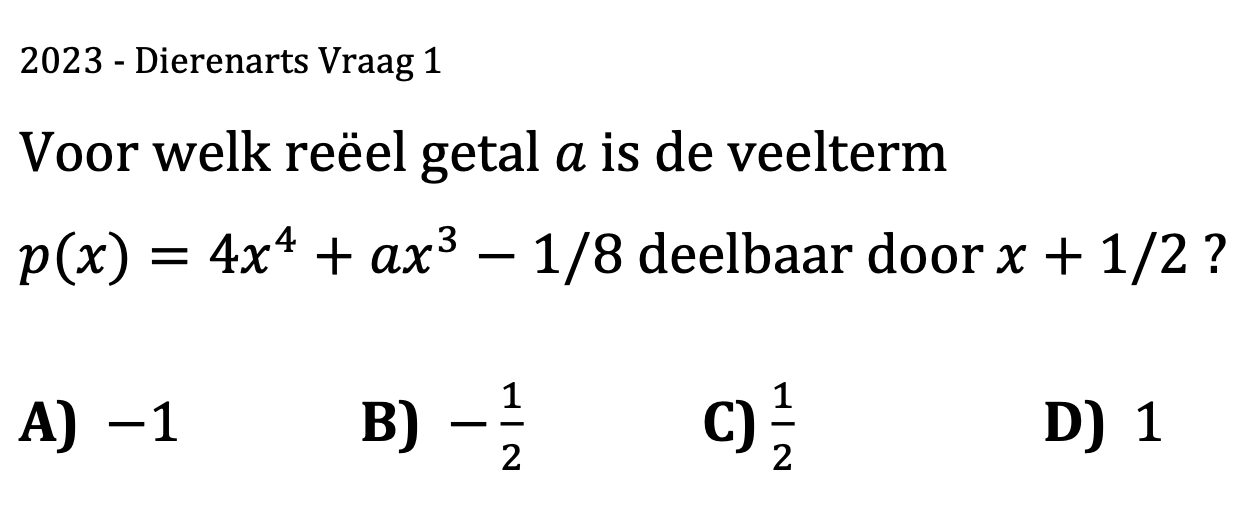 2023 - Dierenarts Vraag 1
Voor welk reëel getal a is de veelterm
p(x) = 4x⁴ + ax³ − 1/8 deelbaar door x + 1/2 ?
A) −1 B) −1/2 C) 1/2 D) 1